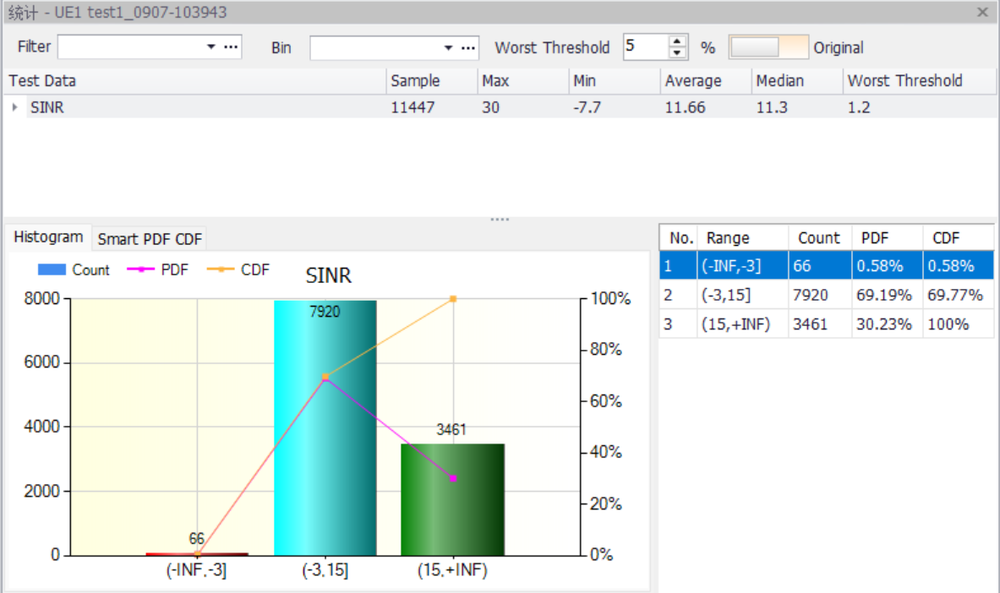 统计 - UE1 test1_0907-103943
Filter Bin Worst Threshold 5 % Original
Test Data Sample Max Min Average Median Worst Threshold
SINR 11447 30 -7.7 11.66 11.3 1.2
Histogram Smart PDF CDF
Count PDF CDF
SINR
8000
6000
4000
2000
0
66
7920
3461
100%
80%
60%
40%
20%
0%
(-INF,-3] (-3,15] (15,+INF)
No. Range Count PDF CDF
1 (-INF,-3] 66 0.58% 0.58%
2 (-3,15] 7920 69.19% 69.77%
3 (15,+INF) 3461 30.23% 100%